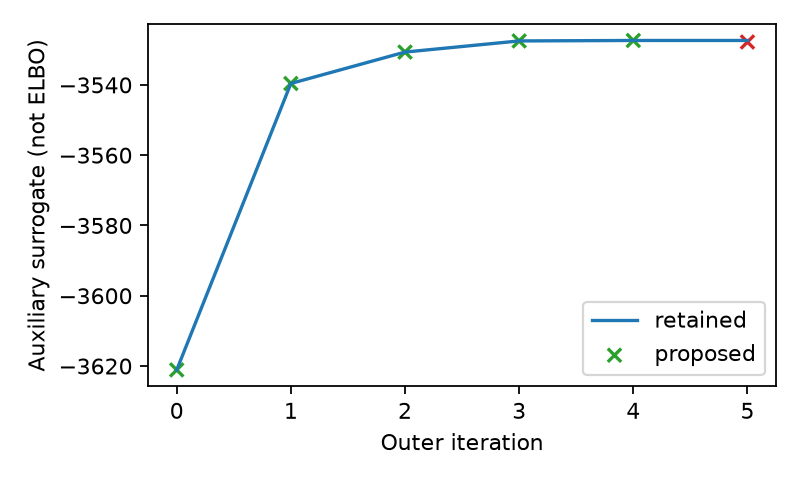 Auxiliary surrogate (not ELBO)
−3540
−3560
−3580
−3600
−3620
retained
proposed
0 1 2 3 4 5
Outer iteration